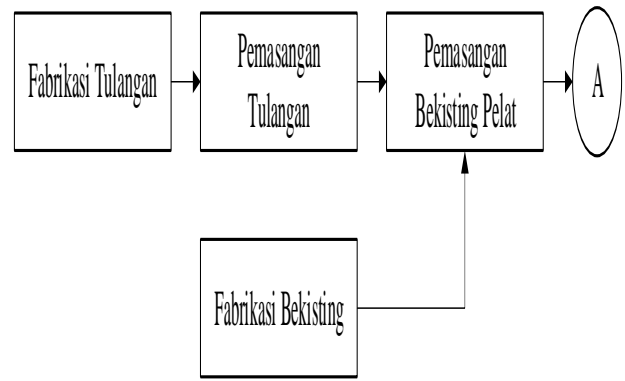 Fabrikasi Tulangan
Pemasangan
Tulangan
Pemasangan
Bekisting Pelat
A
Fabrikasi Bekisting